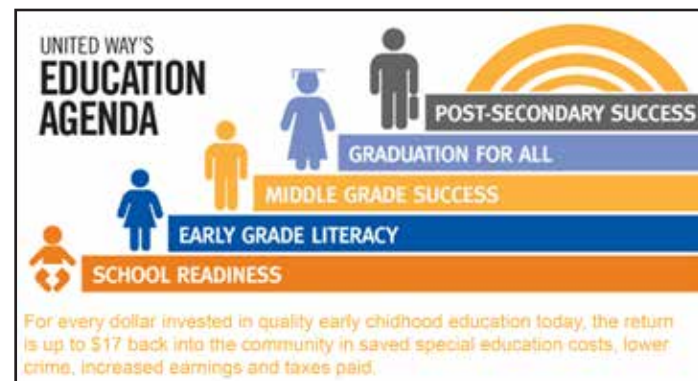 UNITED WAY'S
EDUCATION
AGENDA
POST-SECONDARY SUCCESS
GRADUATION FOR ALL
MIDDLE GRADE SUCCESS
EARLY GRADE LITERACY
SCHOOL READINESS
For every dollar invested in quality early chidhood education today, the return
is up to $17 back into the community in saved special education costs, lower
crime, increased earnings and taxes paid.